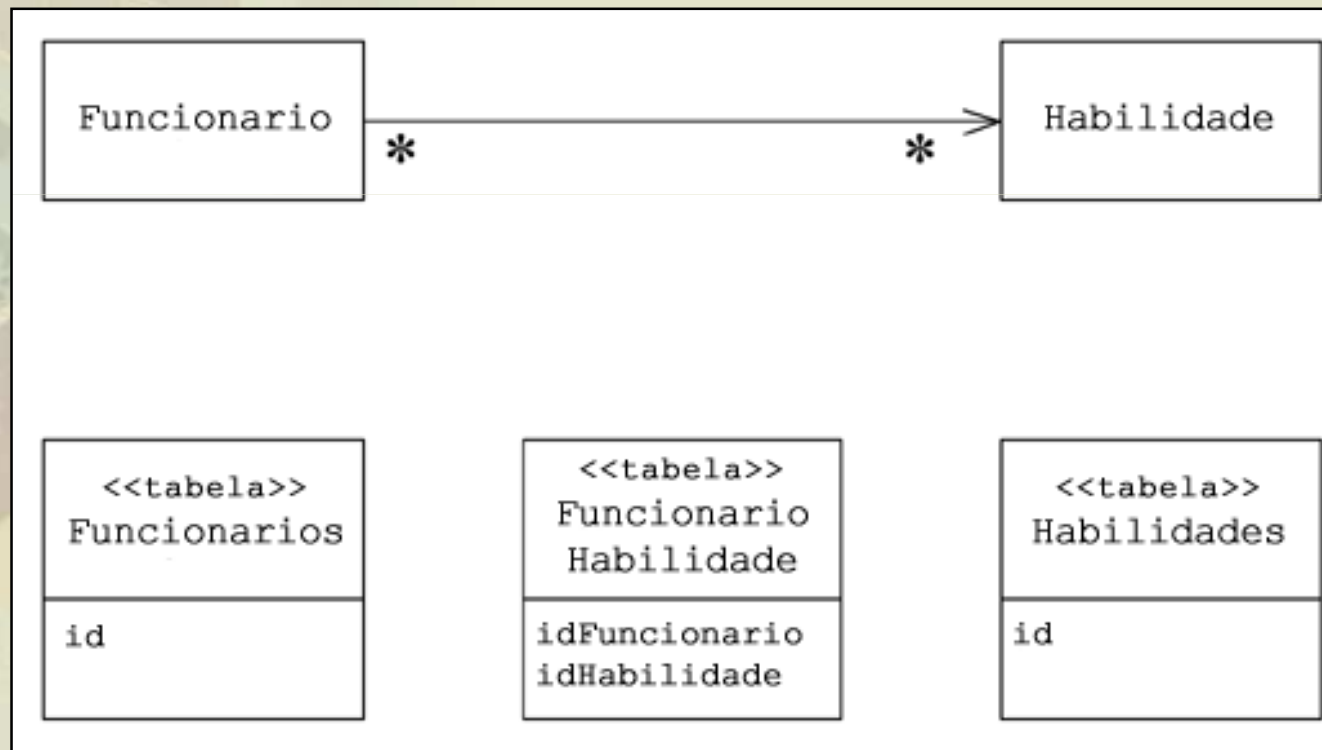 Funcionario
*
*
Habilidade
<<tabela>>
Funcionarios
id
<<tabela>>
Funcionario
Habilidade
idFuncionario
idHabilidade
<<tabela>>
Habilidades
id